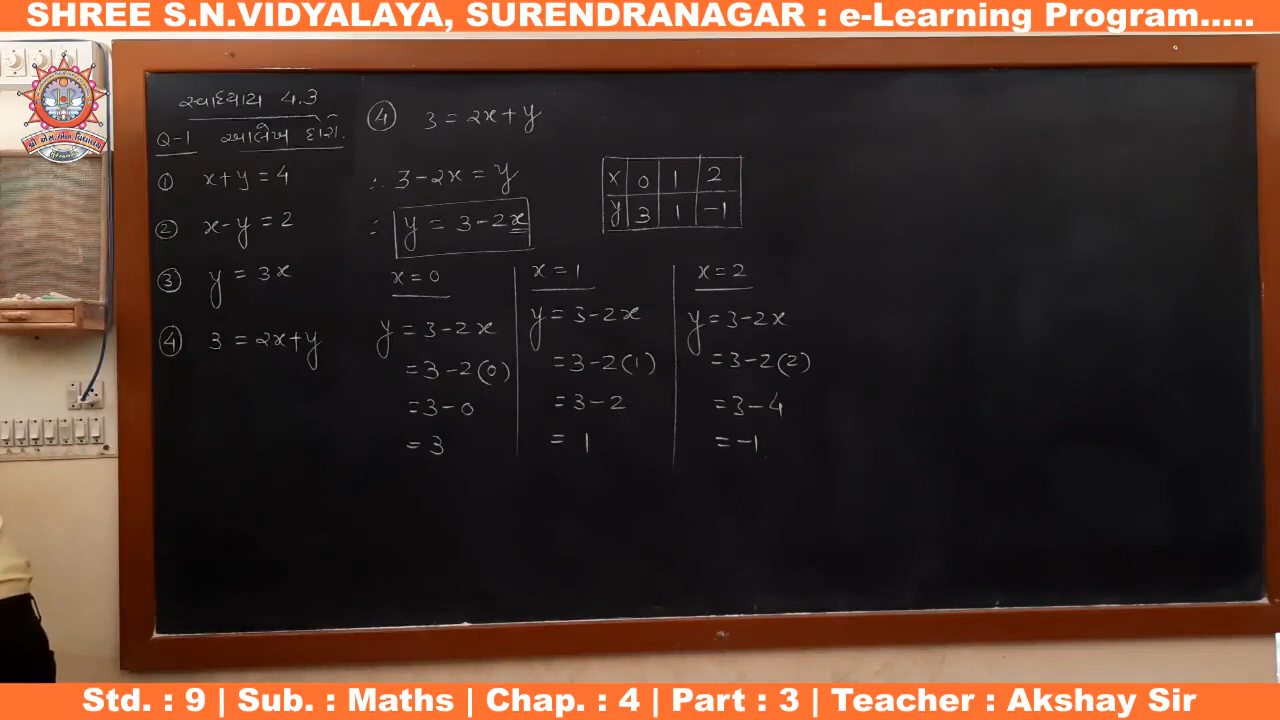 SHREE S.N.VIDYALAYA, SURENDRANAGAR : e-Learning Program.....
સ્વાધ્યાય 4.3
Q-1 આલેખ દોરો.
① x+y = 4
② x-y = 2
③ y = 3x
④ 3 = 2x+y
④ 3 = 2x+y
∴ 3-2x = y
∴ y = 3-2x
x 0 1 2
y 3 1 -1
x = 0
y = 3-2x
= 3-2(0)
= 3-0
= 3
x = 1
y = 3-2x
= 3-2(1)
= 3-2
= 1
x = 2
y = 3-2x
= 3-2(2)
= 3-4
= -1
Std. : 9 | Sub. : Maths | Chap. : 4 | Part : 3 | Teacher : Akshay Sir